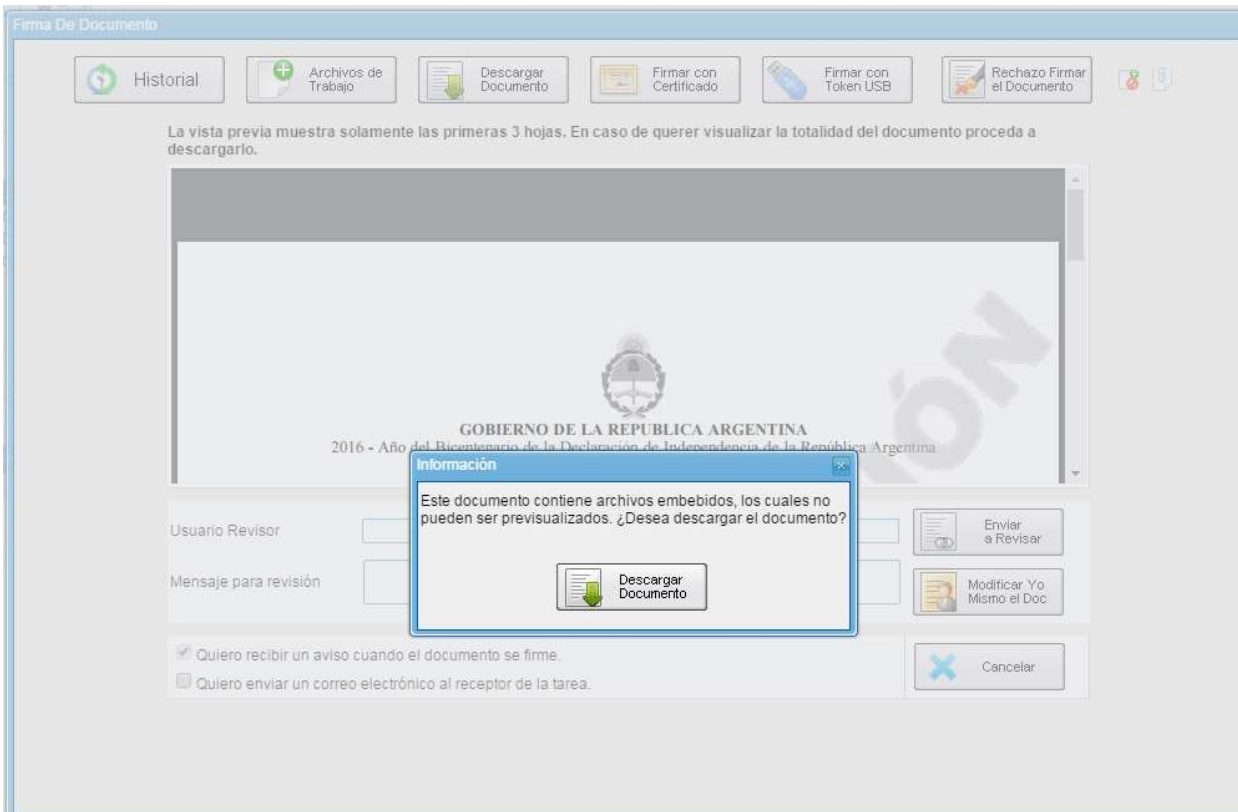 Firma De Documento
Historial
Archivos de
Trabajo
Descargar
Documento
Firmar con
Certificado
Firmar con
Token USB
Rechazo Firmar
el Documento
La vista previa muestra solamente las primeras 3 hojas. En caso de querer visualizar la totalidad del documento proceda a
descargarlo.
IÓN
GOBIERNO DE LA REPUBLICA ARGENTINA
2016 - Año del Bicentenario de la Declaración de Independencia de la República Argentina
Información
Este documento contiene archivos embebidos, los cuales no
pueden ser previsualizados. ¿Desea descargar el documento?
Descargar
Documento
Usuario Revisor
Enviar
a Revisar
Mensaje para revisión
Modificar Yo
Mismo el Doc
Quiero recibir un aviso cuando el documento se firme.
Quiero enviar un correo electrónico al receptor de la tarea.
Cancelar